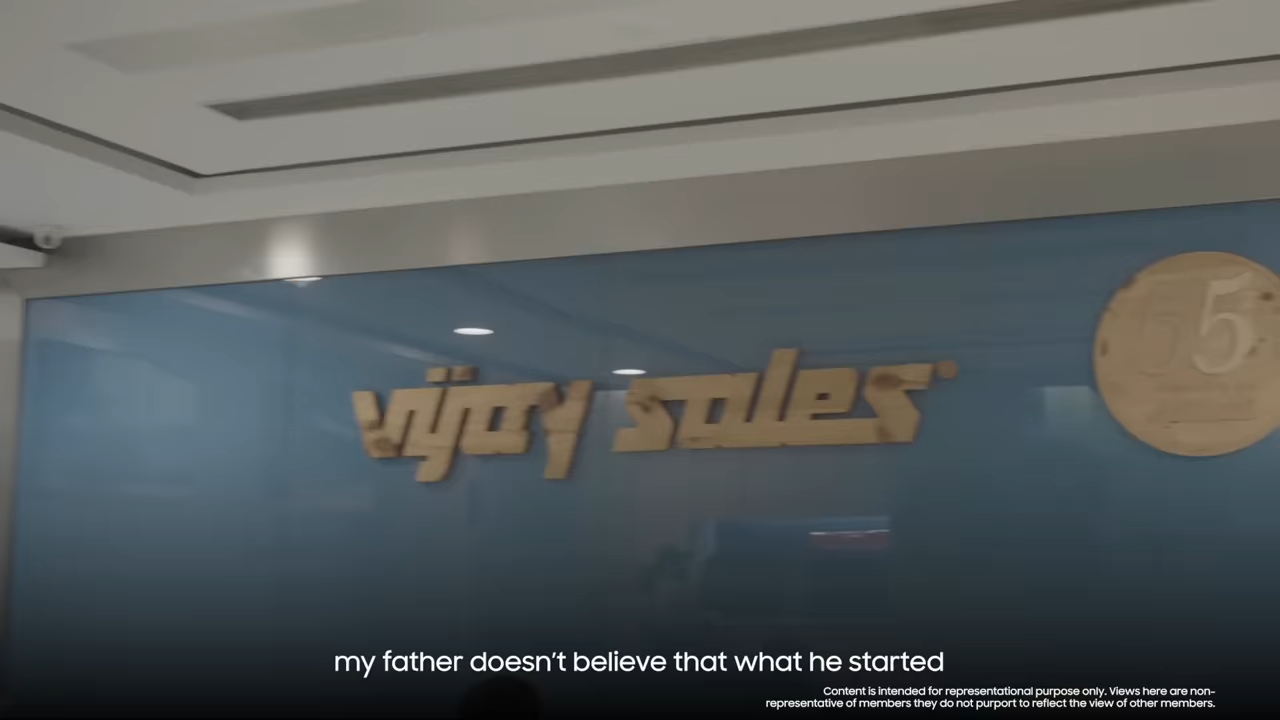 vijay sales
5
my father doesn't believe that what he started
Content is intended for representational purpose only. Views here are non-
representative of members they do not purport to reflect the view of other members.